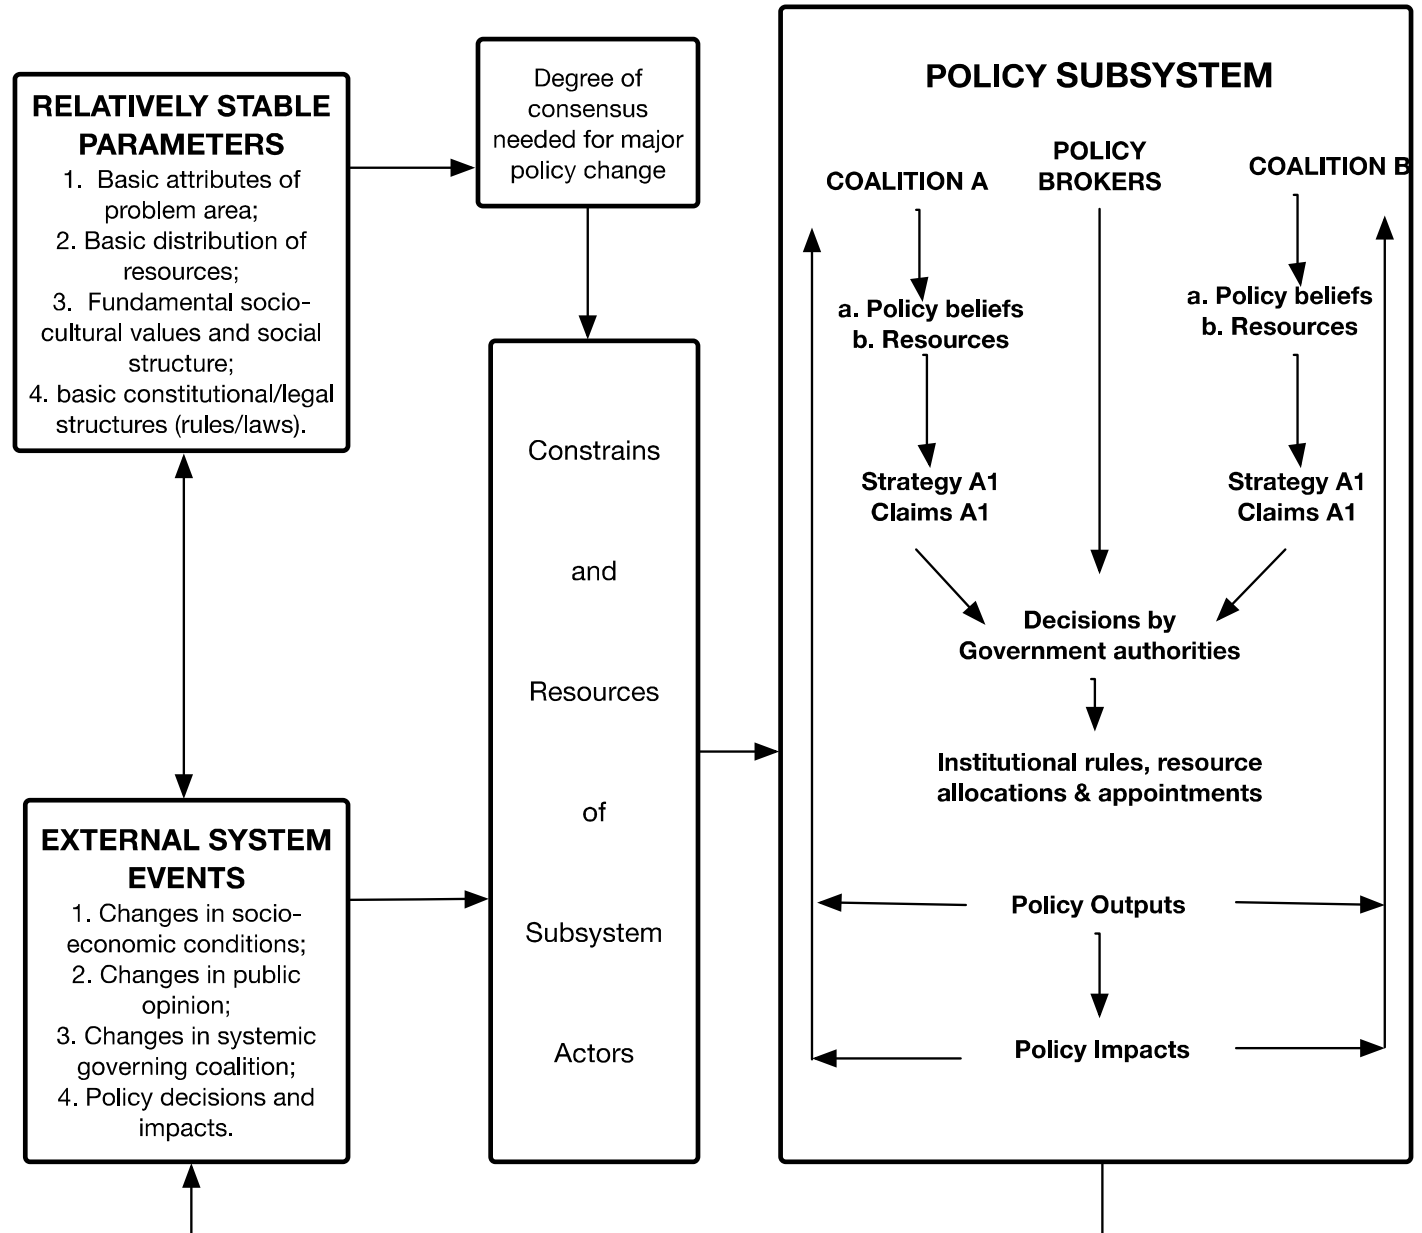 RELATIVELY STABLE
PARAMETERS
1. Basic attributes of
problem area;
2. Basic distribution of
resources;
3. Fundamental socio-
cultural values and social
structure;
4. basic constitutional/legal
structures (rules/laws).
Degree of
consensus
needed for major
policy change
EXTERNAL SYSTEM
EVENTS
1. Changes in socio-
economic conditions;
2. Changes in public
opinion;
3. Changes in systemic
governing coalition;
4. Policy decisions and
impacts.
Constrains
and
Resources
of
Subsystem
Actors
POLICY SUBSYSTEM
COALITION A
POLICY
BROKERS
COALITION B
a. Policy beliefs
b. Resources
a. Policy beliefs
b. Resources
Strategy A1
Claims A1
Strategy A1
Claims A1
Decisions by
Government authorities
Institutional rules, resource
allocations & appointments
Policy Outputs
Policy Impacts